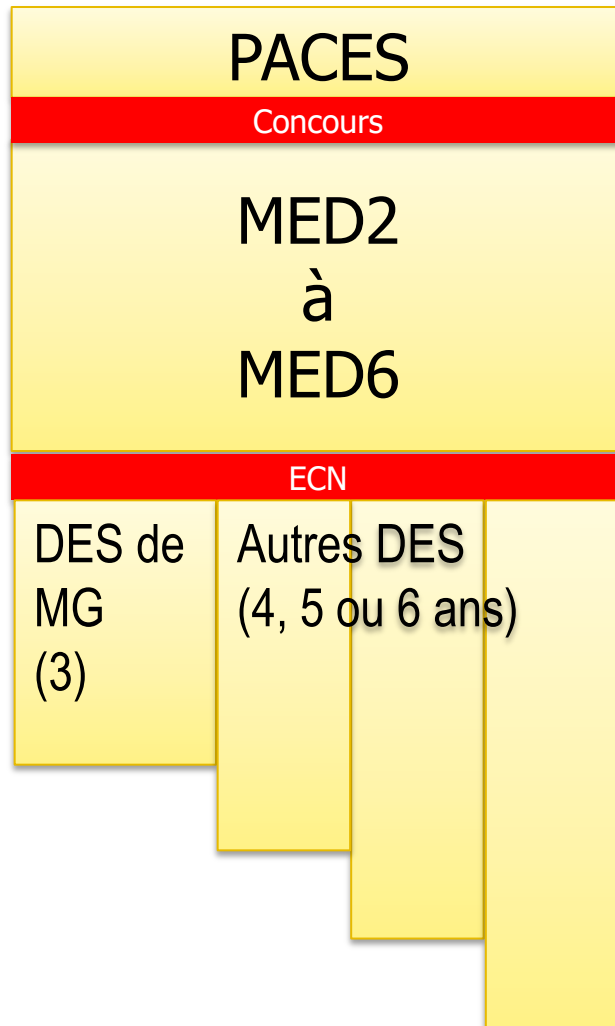 PACES
Concours
MED2
à
MED6
ECN
DES de
MG
(3)
Autres DES
(4, 5 ou 6 ans)